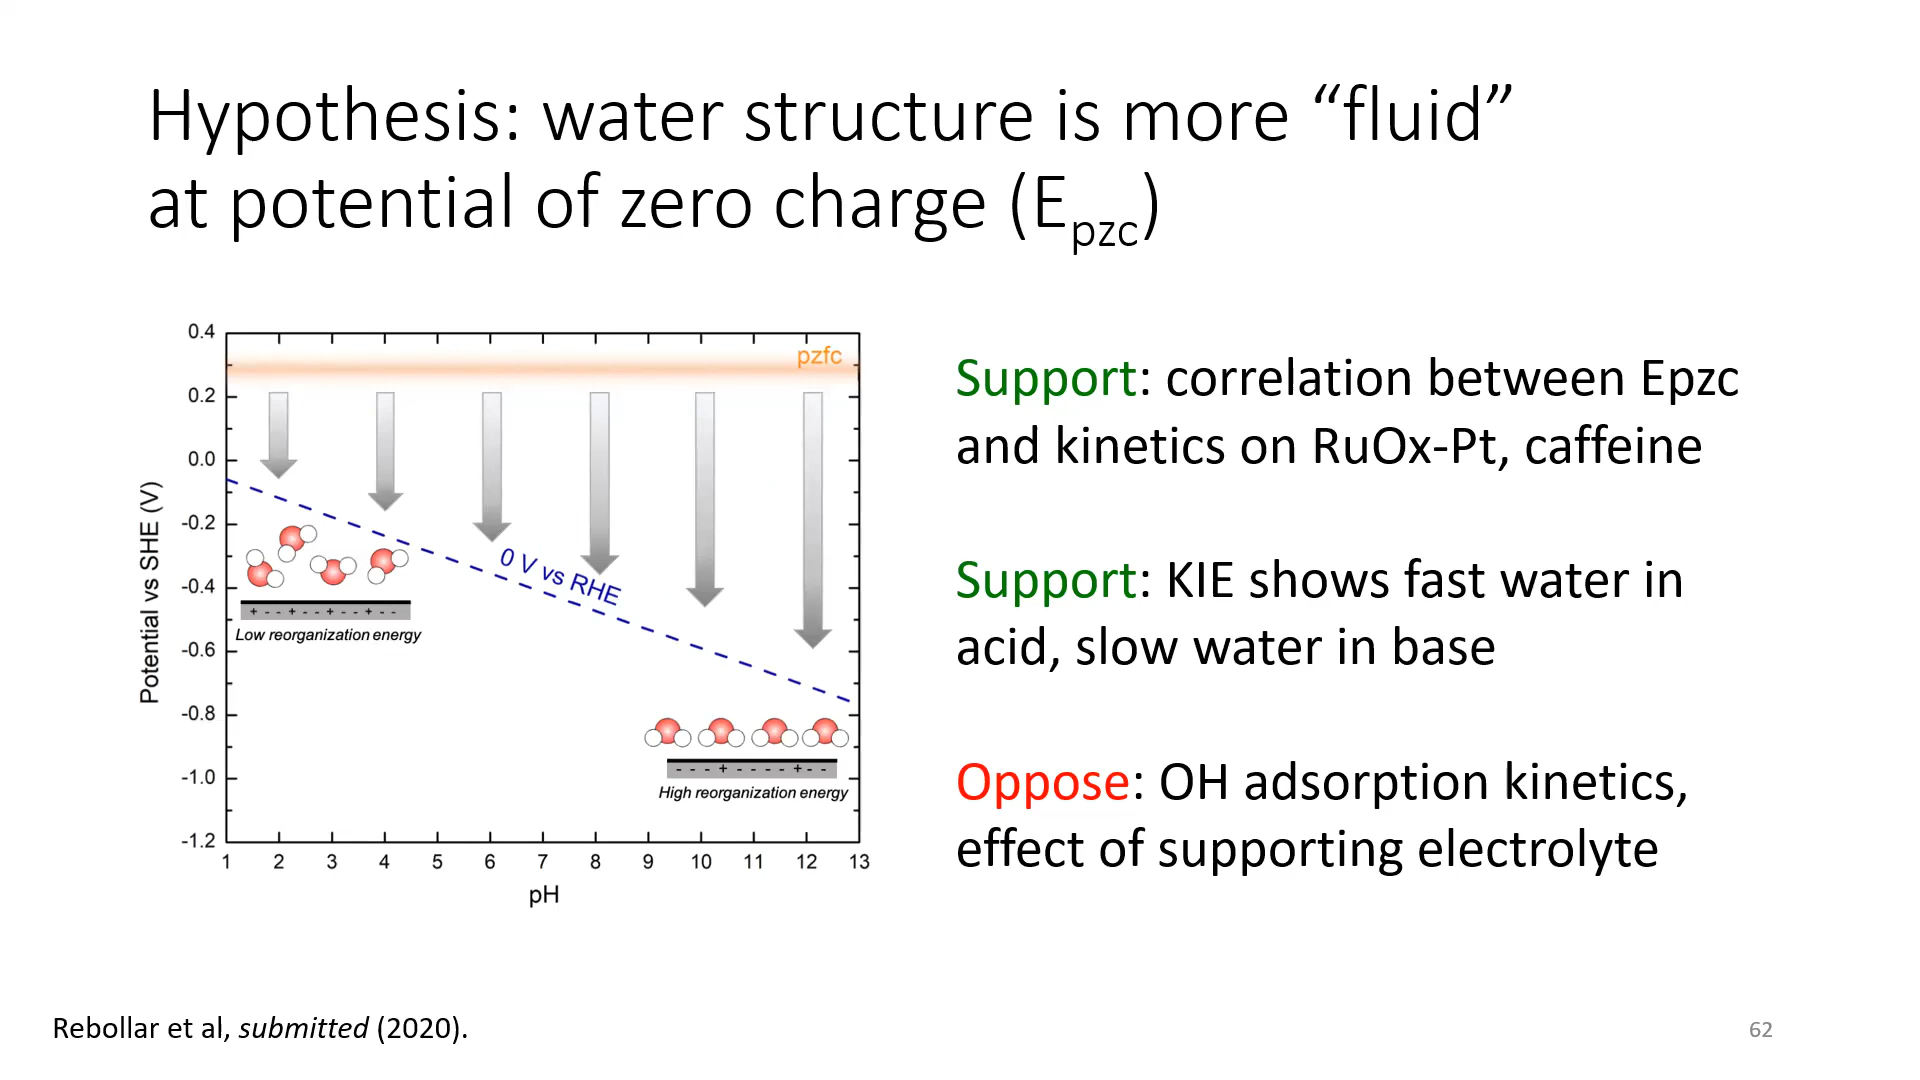 Hypothesis: water structure is more “fluid”
at potential of zero charge (Epzc)
0.4
0.2
0.0
-0.2
-0.4
-0.6
-0.8
-1.0
-1.2
Potential vs SHE (V)
pzfc
0 V vs RHE
+ - - + - - + - - + - -
Low reorganization energy
- - - + - - - - + - -
High reorganization energy
1 2 3 4 5 6 7 8 9 10 11 12 13
pH
Support: correlation between Epzc
and kinetics on RuOx-Pt, caffeine
Support: KIE shows fast water in
acid, slow water in base
Oppose: OH adsorption kinetics,
effect of supporting electrolyte
Rebollar et al, submitted (2020).
62